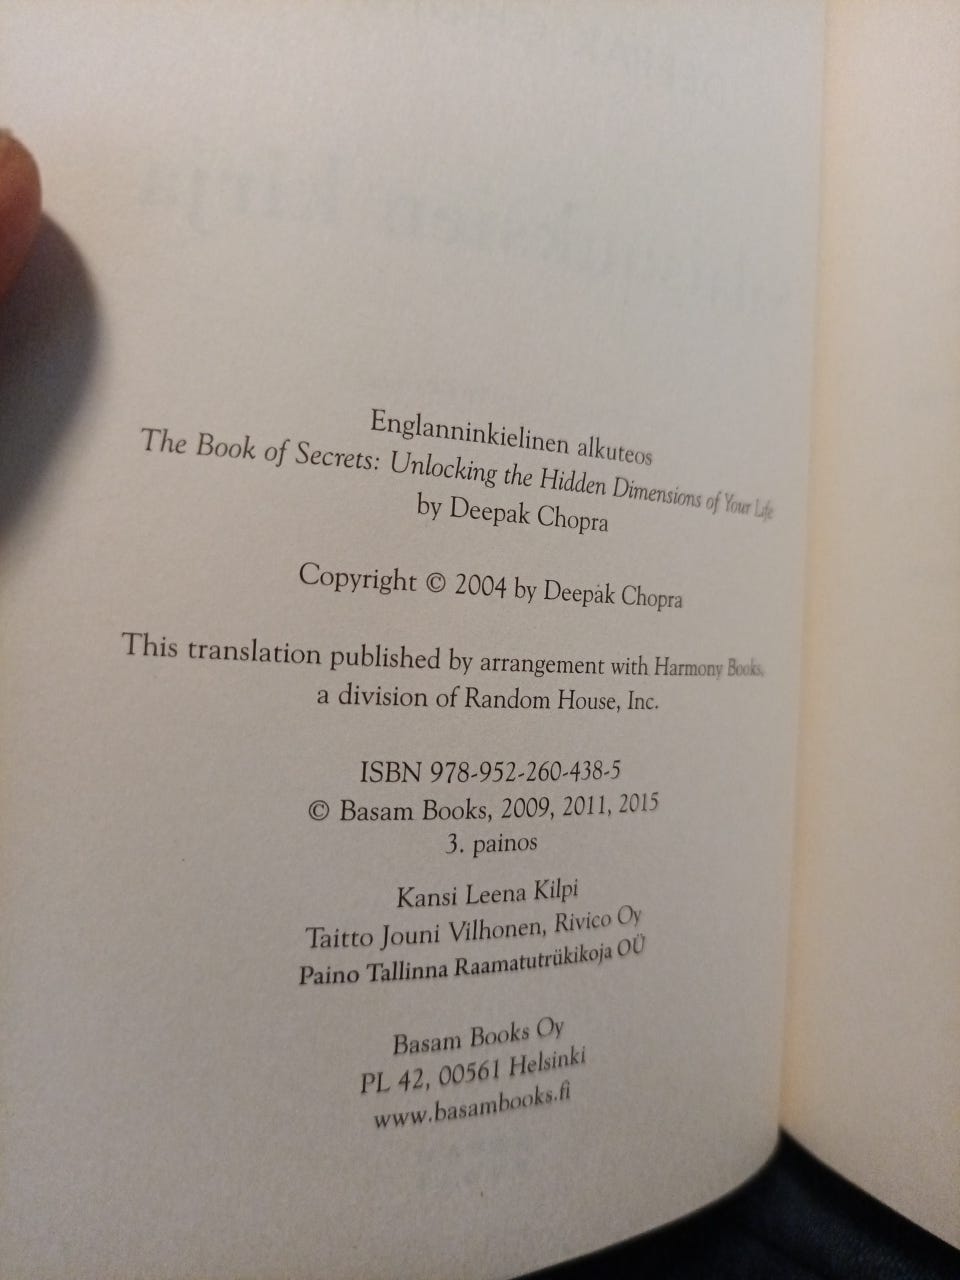 Englanninkielinen alkuteos
The Book of Secrets: Unlocking the Hidden Dimensions of Your Life
by Deepak Chopra
Copyright © 2004 by Deepak Chopra
This translation published by arrangement with Harmony Books,
a division of Random House, Inc.
ISBN 978-952-260-438-5
© Basam Books, 2009, 2011, 2015
3. painos
Kansi Leena Kilpi
Taitto Jouni Vilhonen, Rivico Oy
Paino Tallinna Raamatutrükikoja OÜ
Basam Books Oy
PL 42, 00561 Helsinki
www.basambooks.fi